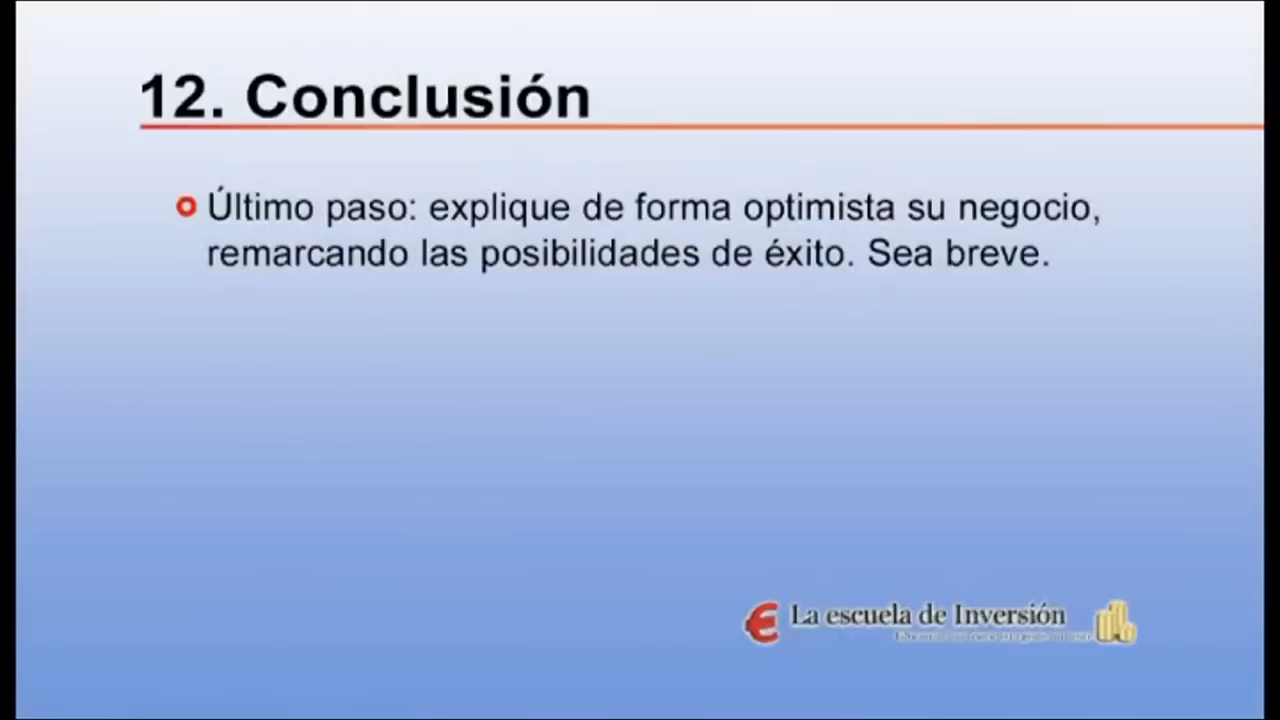 12. Conclusión
Último paso: explique de forma optimista su negocio,
remarcando las posibilidades de éxito. Sea breve.
La escuela de Inversión